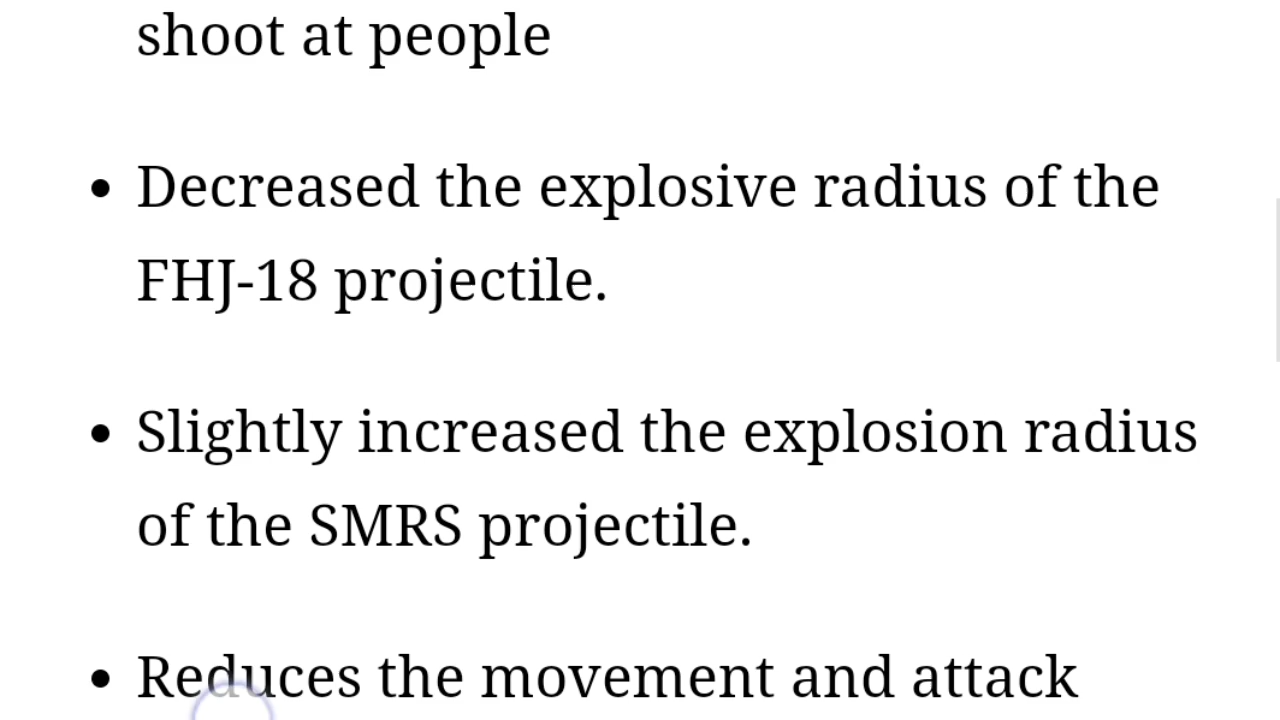 shoot at people
• Decreased the explosive radius of the
FHJ-18 projectile.
• Slightly increased the explosion radius
of the SMRS projectile.
• Reduces the movement and attack